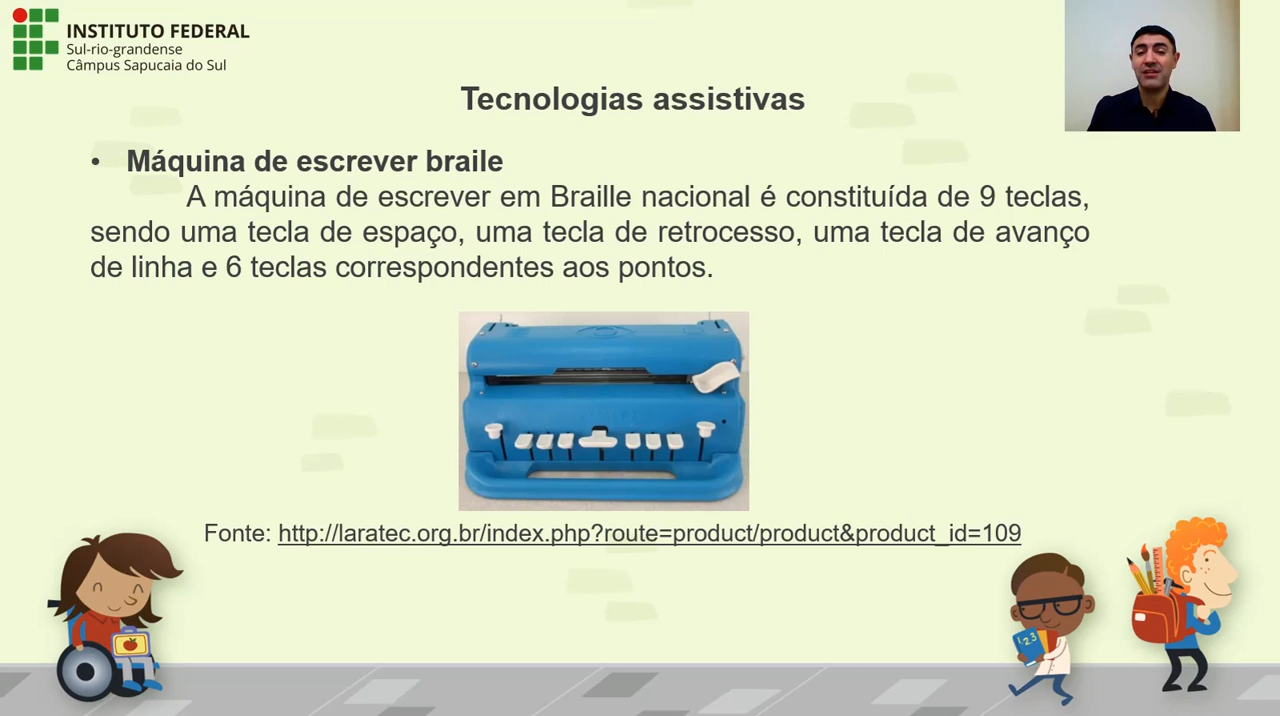 INSTITUTO FEDERAL
Sul-rio-grandense
Câmpus Sapucaia do Sul
Tecnologias assistivas
• Máquina de escrever braile
A máquina de escrever em Braille nacional é constituída de 9 teclas,
sendo uma tecla de espaço, uma tecla de retrocesso, uma tecla de avanço
de linha e 6 teclas correspondentes aos pontos.
Fonte: http://laratec.org.br/index.php?route=product/product&product_id=109
1 2 3